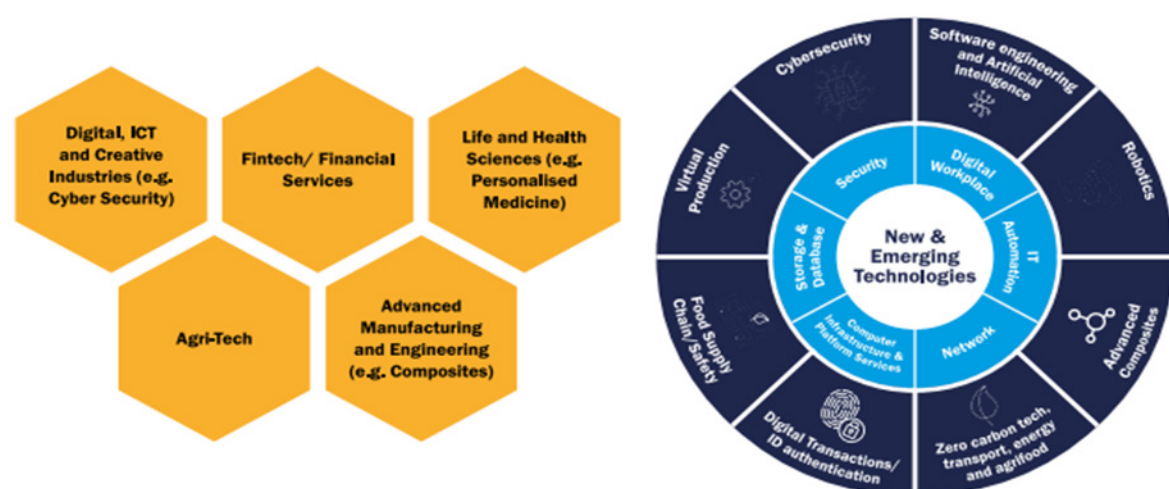 Digital, ICT
and Creative
Industries (e.g.
Cyber Security)
Fintech/ Financial
Services
Life and Health
Sciences (e.g.
Personalised
Medicine)
Agri-Tech
Advanced
Manufacturing
and Engineering
(e.g. Composites)
Cybersecurity
Software engineering
and Artificial
Intelligence
Robotics
Advanced
Composites
Zero carbon tech,
transport, energy
and agrifood
Digital Transactions/
ID authentication
Food Supply
Chain/Safety
Virtual
Production
Security
Digital
Workplace
IT
Automation
Network
Computer
Infrastructure &
Platform Services
Storage &
Database
New &
Emerging
Technologies